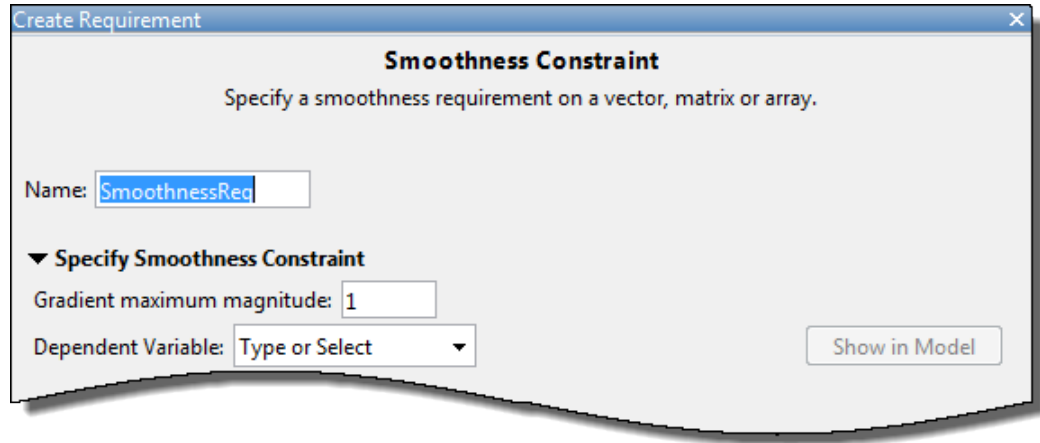 Create Requirement
Smoothness Constraint
Specify a smoothness requirement on a vector, matrix or array.
Name: SmoothnessReq
Specify Smoothness Constraint
Gradient maximum magnitude: 1
Dependent Variable: Type or Select Show in Model